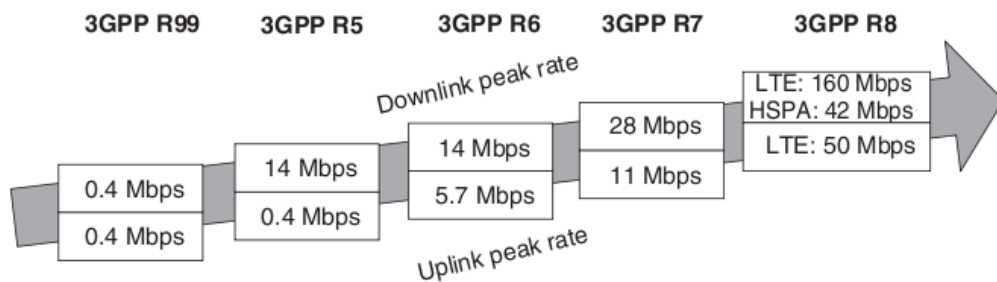 3GPP R99 3GPP R5 3GPP R6 3GPP R7 3GPP R8
Downlink peak rate
LTE: 160 Mbps
HSPA: 42 Mbps
LTE: 50 Mbps
28 Mbps
11 Mbps
14 Mbps
5.7 Mbps
14 Mbps
0.4 Mbps
0.4 Mbps
0.4 Mbps
Uplink peak rate